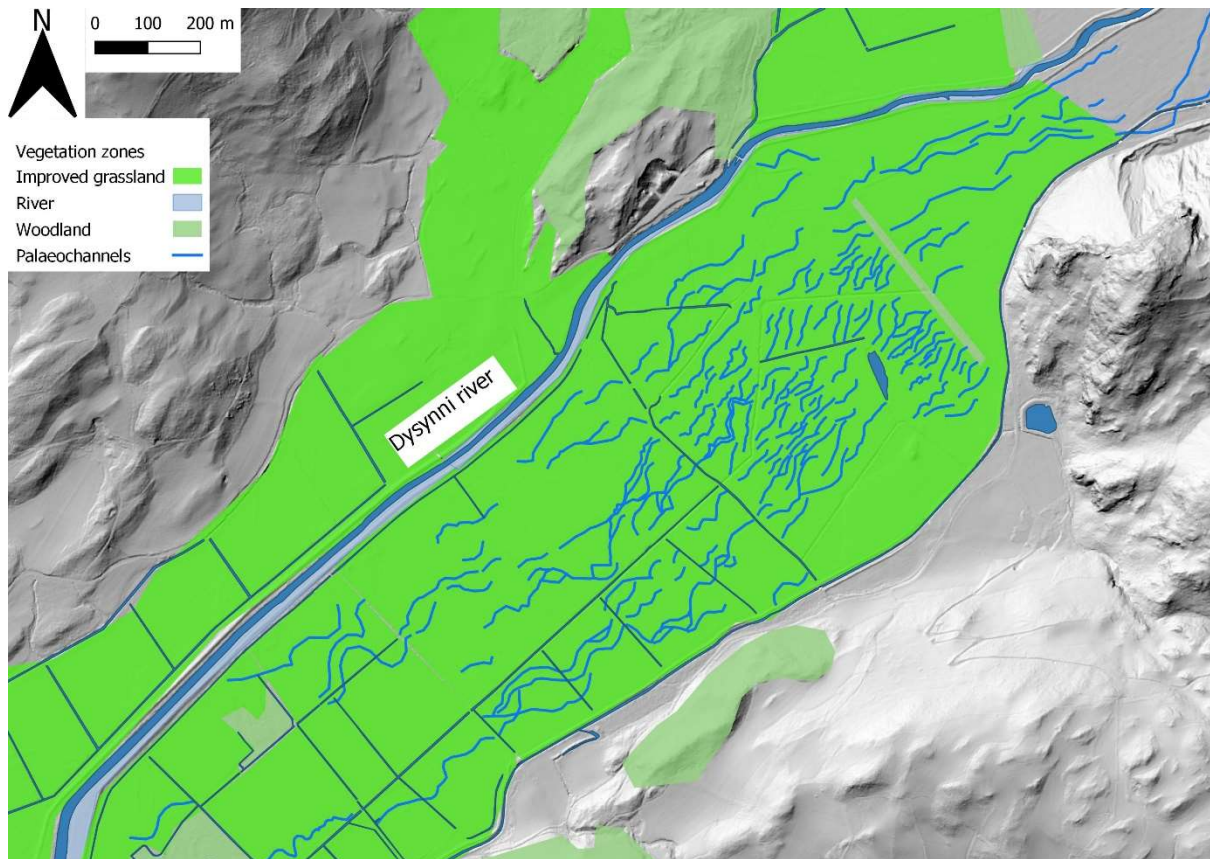 N
0 100 200 m
Vegetation zones
Improved grassland
River
Woodland
Palaeochannels
Dysynni river